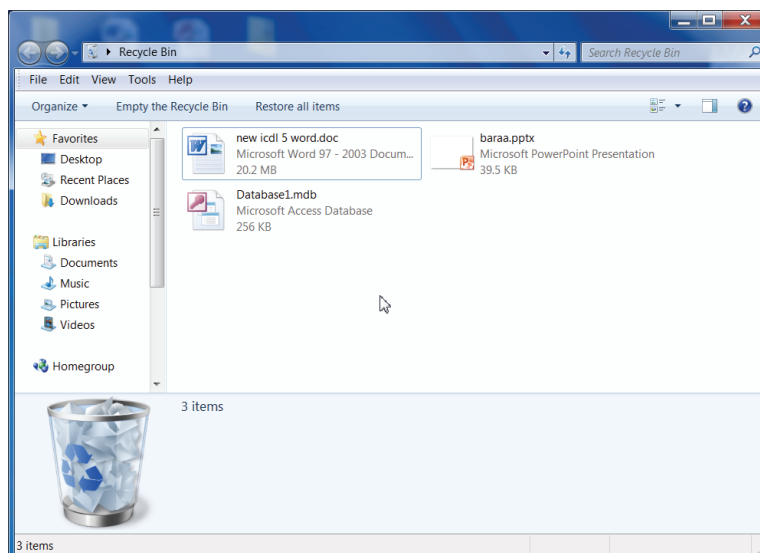 Recycle Bin
Search Recycle Bin
File Edit View Tools Help
Organize Empty the Recycle Bin Restore all items
Favorites
Desktop
Recent Places
Downloads
Libraries
Documents
Music
Pictures
Videos
Homegroup
new icdl 5 word.doc
Microsoft Word 97 - 2003 Docum...
20.2 MB
baraa.pptx
Microsoft PowerPoint Presentation
39.5 KB
Database1.mdb
Microsoft Access Database
256 KB
3 items
3 items